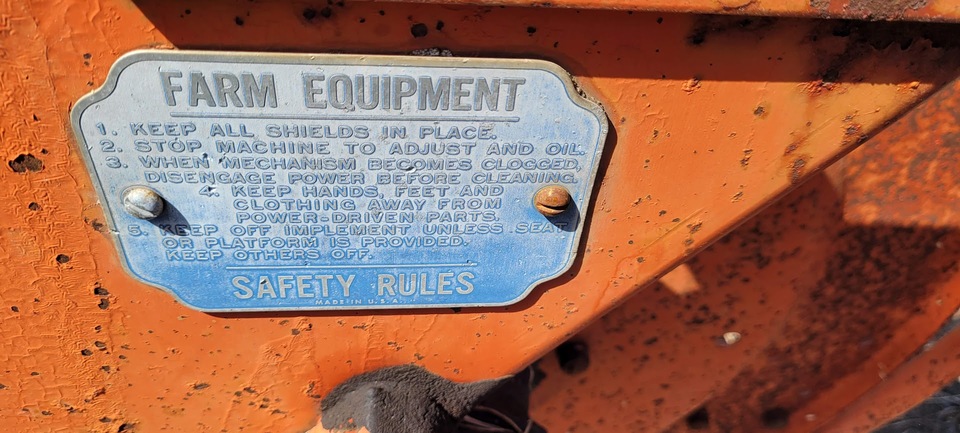 FARM EQUIPMENT
1. KEEP ALL SHIELDS IN PLACE.
2. STOP MACHINE TO ADJUST AND OIL.
3. WHEN MECHANISM BECOMES CLOGGED,
DISENGAGE POWER BEFORE CLEANING.
4. KEEP HANDS, FEET AND
CLOTHING AWAY FROM
POWER-DRIVEN PARTS.
5. KEEP OFF IMPLEMENT UNLESS SEAT
OR PLATFORM IS PROVIDED.
KEEP OTHERS OFF.
SAFETY RULES
MADE IN U.S.A.